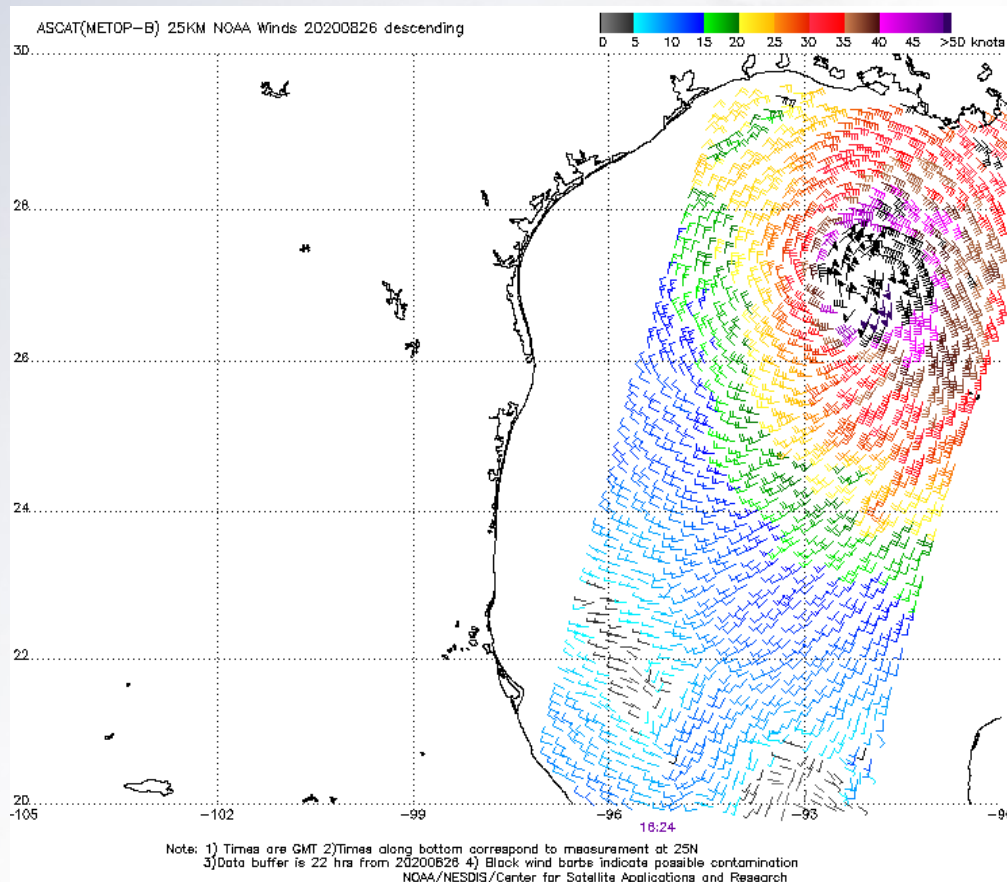 ASCAT(METOP-B) 25KM NOAA Winds 20200826 descending
0 5 10 15 20 25 30 35 40 45 >50 knots
30
28
26
24
22
20
-105 -102 -99 -96 -93 -9
16:24
Note: 1) Times are GMT 2)Times along bottom correspond to measurement at 25N
3)Data buffer is 22 hrs from 20200826 4) Black wind barbs indicate possible contamination
NOAA/NESDIS/Center for Satellite Applications and Research